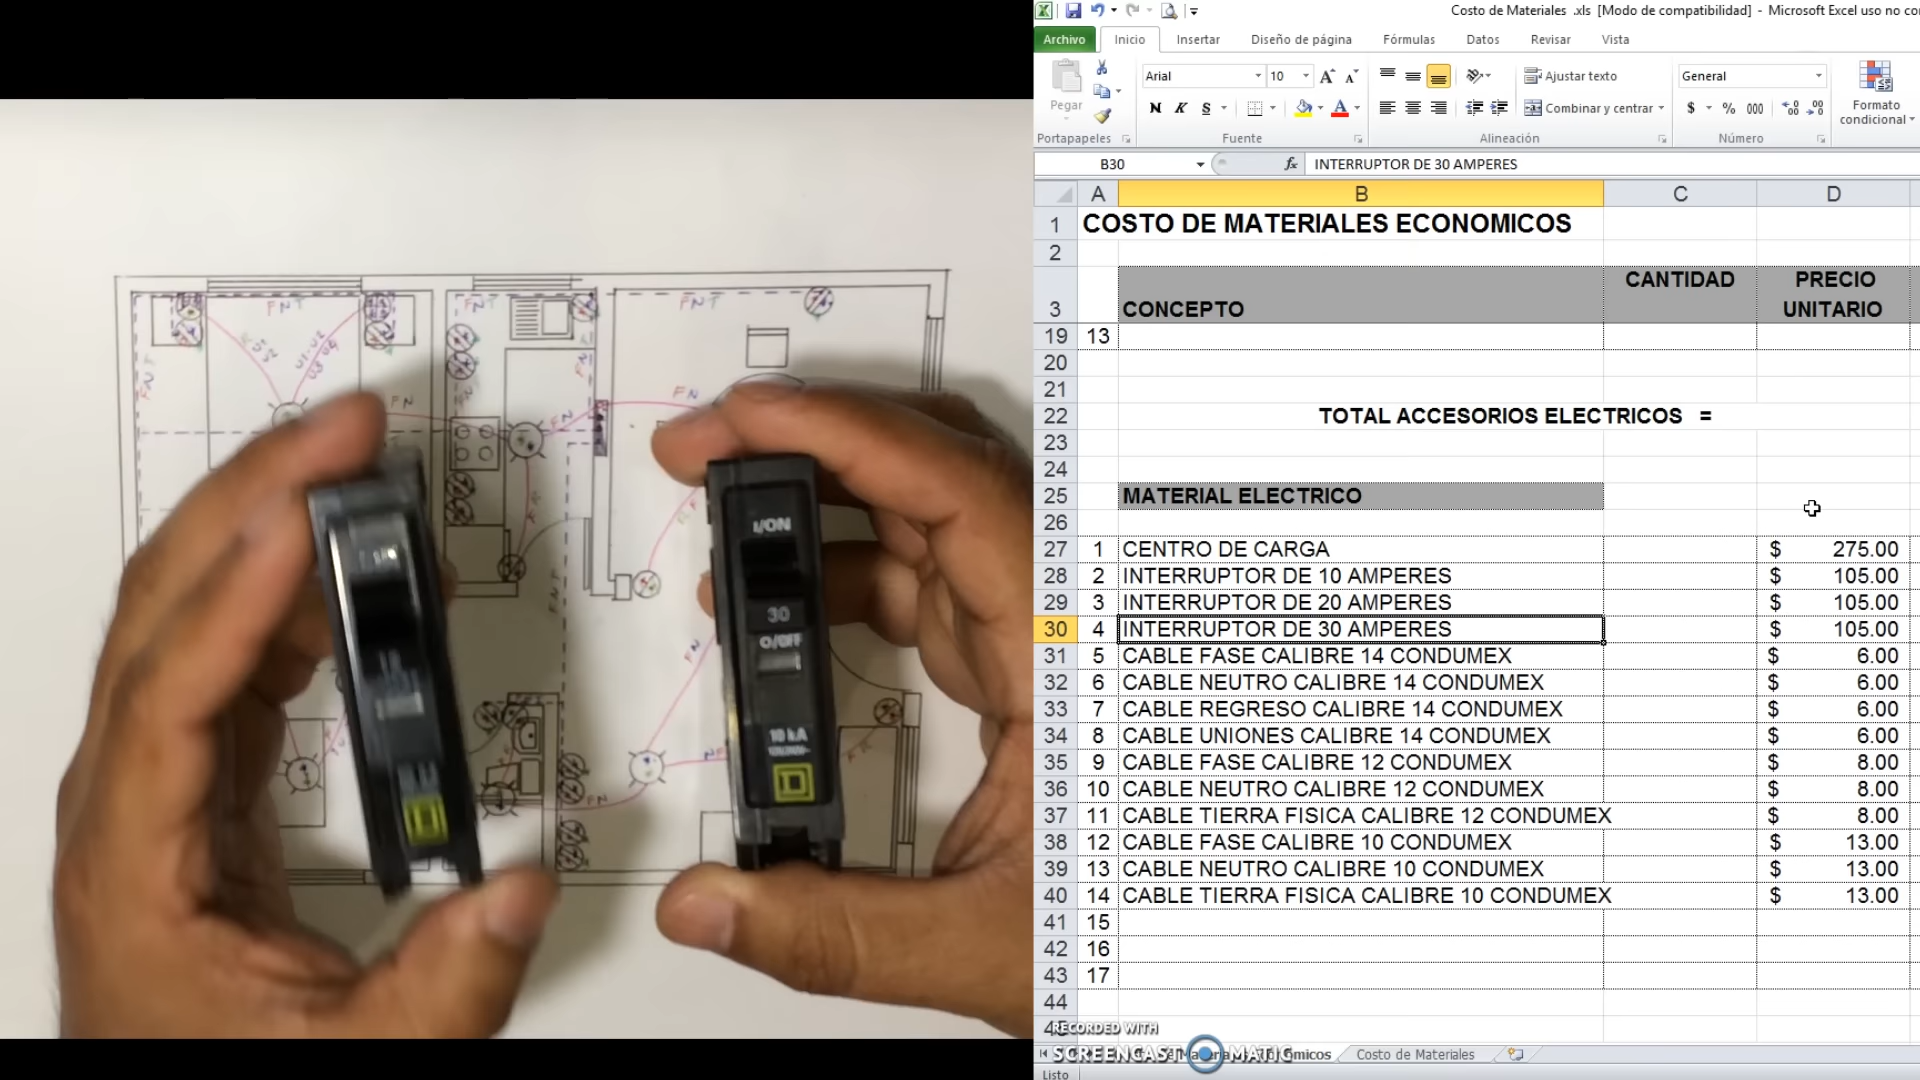 Costo de Materiales .xls [Modo de compatibilidad] - Microsoft Excel uso no co
Archivo Inicio Insertar Diseño de página Fórmulas Datos Revisar Vista
Arial 10 Ajustar texto General
Pegar N K S Combinar y centrar $ % 000 Formato condicional
Portapapeles Fuente Alineación Número
B30 fx INTERRUPTOR DE 30 AMPERES
A B C D
1 COSTO DE MATERIALES ECONOMICOS
2
3 CONCEPTO CANTIDAD PRECIO UNITARIO
19 13
20
21
22 TOTAL ACCESORIOS ELECTRICOS =
23
24
25 MATERIAL ELECTRICO
26
27 1 CENTRO DE CARGA $ 275.00
28 2 INTERRUPTOR DE 10 AMPERES $ 105.00
29 3 INTERRUPTOR DE 20 AMPERES $ 105.00
30 4 INTERRUPTOR DE 30 AMPERES $ 105.00
31 5 CABLE FASE CALIBRE 14 CONDUMEX $ 6.00
32 6 CABLE NEUTRO CALIBRE 14 CONDUMEX $ 6.00
33 7 CABLE REGRESO CALIBRE 14 CONDUMEX $ 6.00
34 8 CABLE UNIONES CALIBRE 14 CONDUMEX $ 6.00
35 9 CABLE FASE CALIBRE 12 CONDUMEX $ 8.00
36 10 CABLE NEUTRO CALIBRE 12 CONDUMEX $ 8.00
37 11 CABLE TIERRA FISICA CALIBRE 12 CONDUMEX $ 8.00
38 12 CABLE FASE CALIBRE 10 CONDUMEX $ 13.00
39 13 CABLE NEUTRO CALIBRE 10 CONDUMEX $ 13.00
40 14 CABLE TIERRA FISICA CALIBRE 10 CONDUMEX $ 13.00
41 15
42 16
43 17
44
RECORDED WITH
SCREENCAST MATIC
Costo de Materiales
Listo
FNT
FNT
FNT
FN
FN
FN
I/ON
30
O/OFF
10 kA
FN
NF
FN